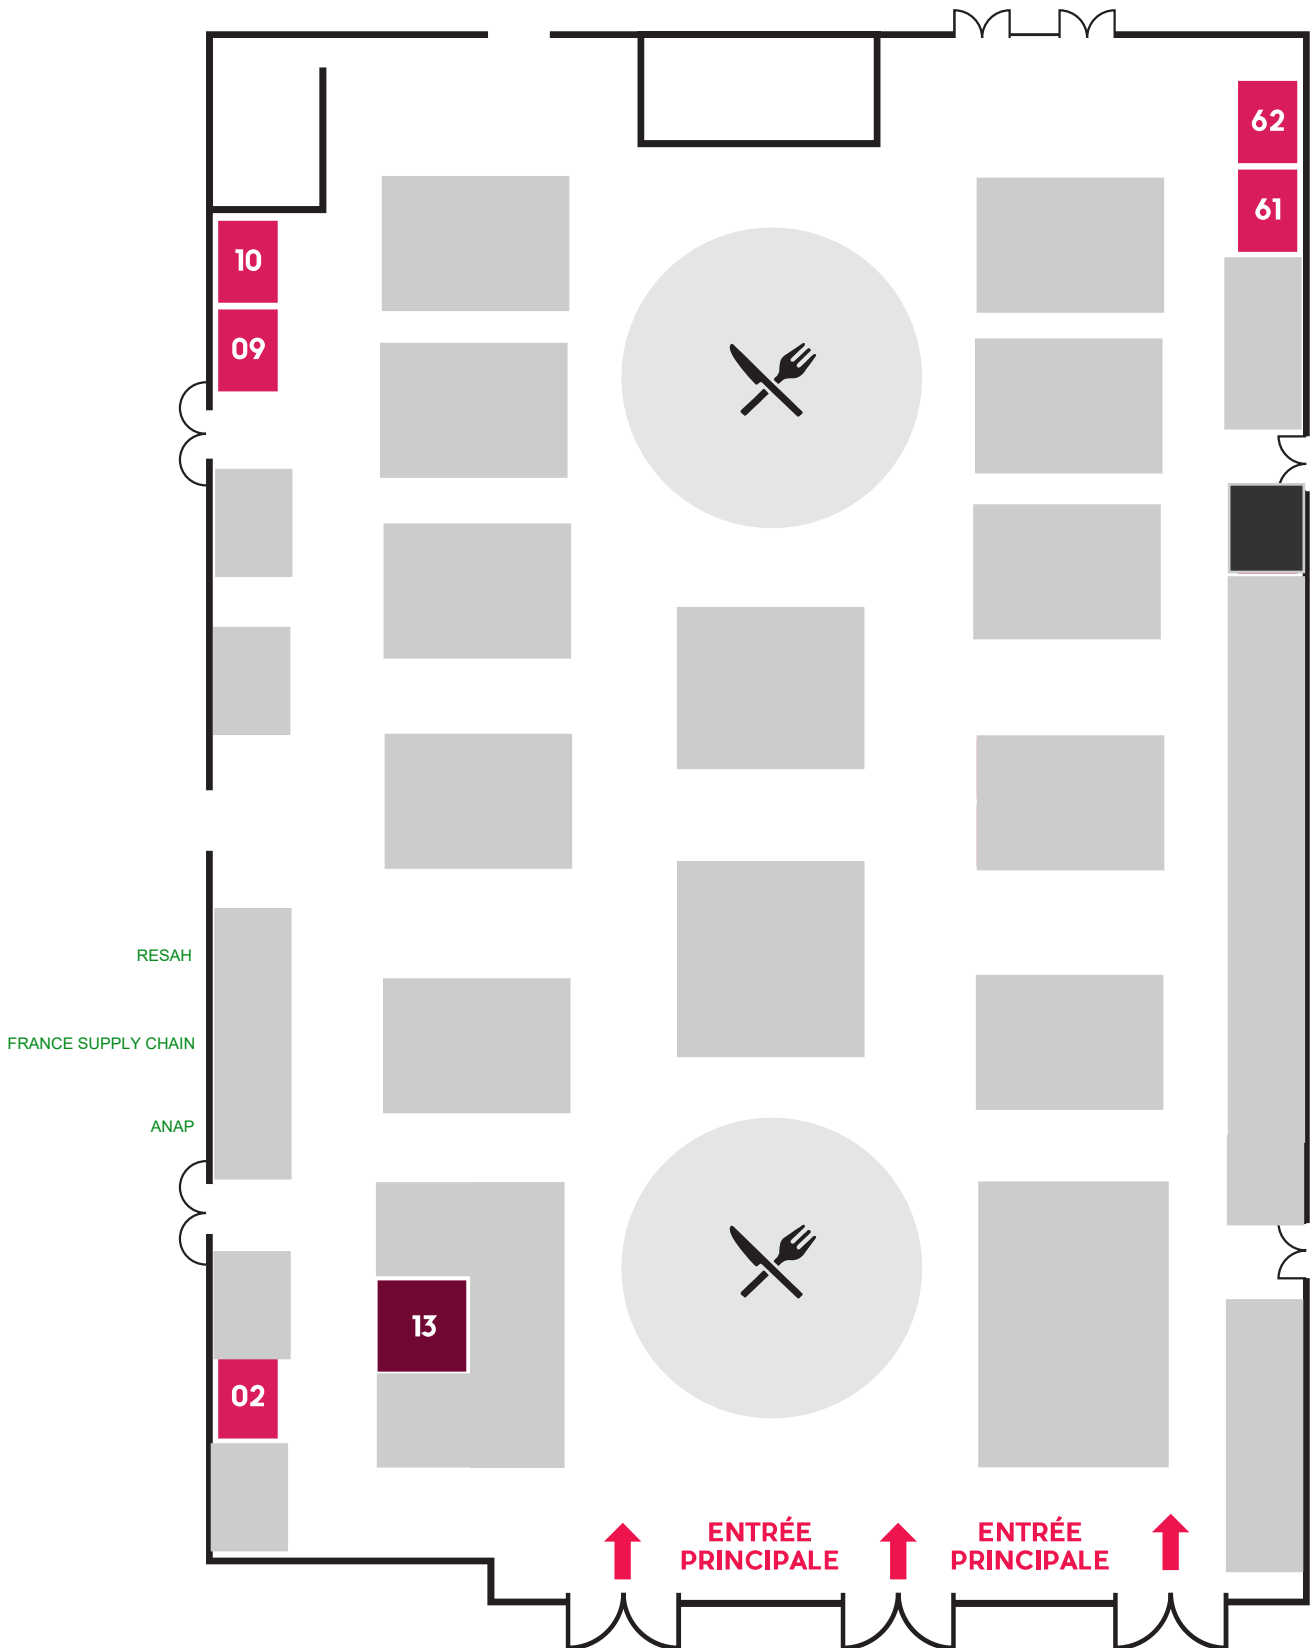 62
61
10
09
RESAH
FRANCE SUPPLY CHAIN
ANAP
13
02
ENTRÉE
PRINCIPALE
ENTRÉE
PRINCIPALE